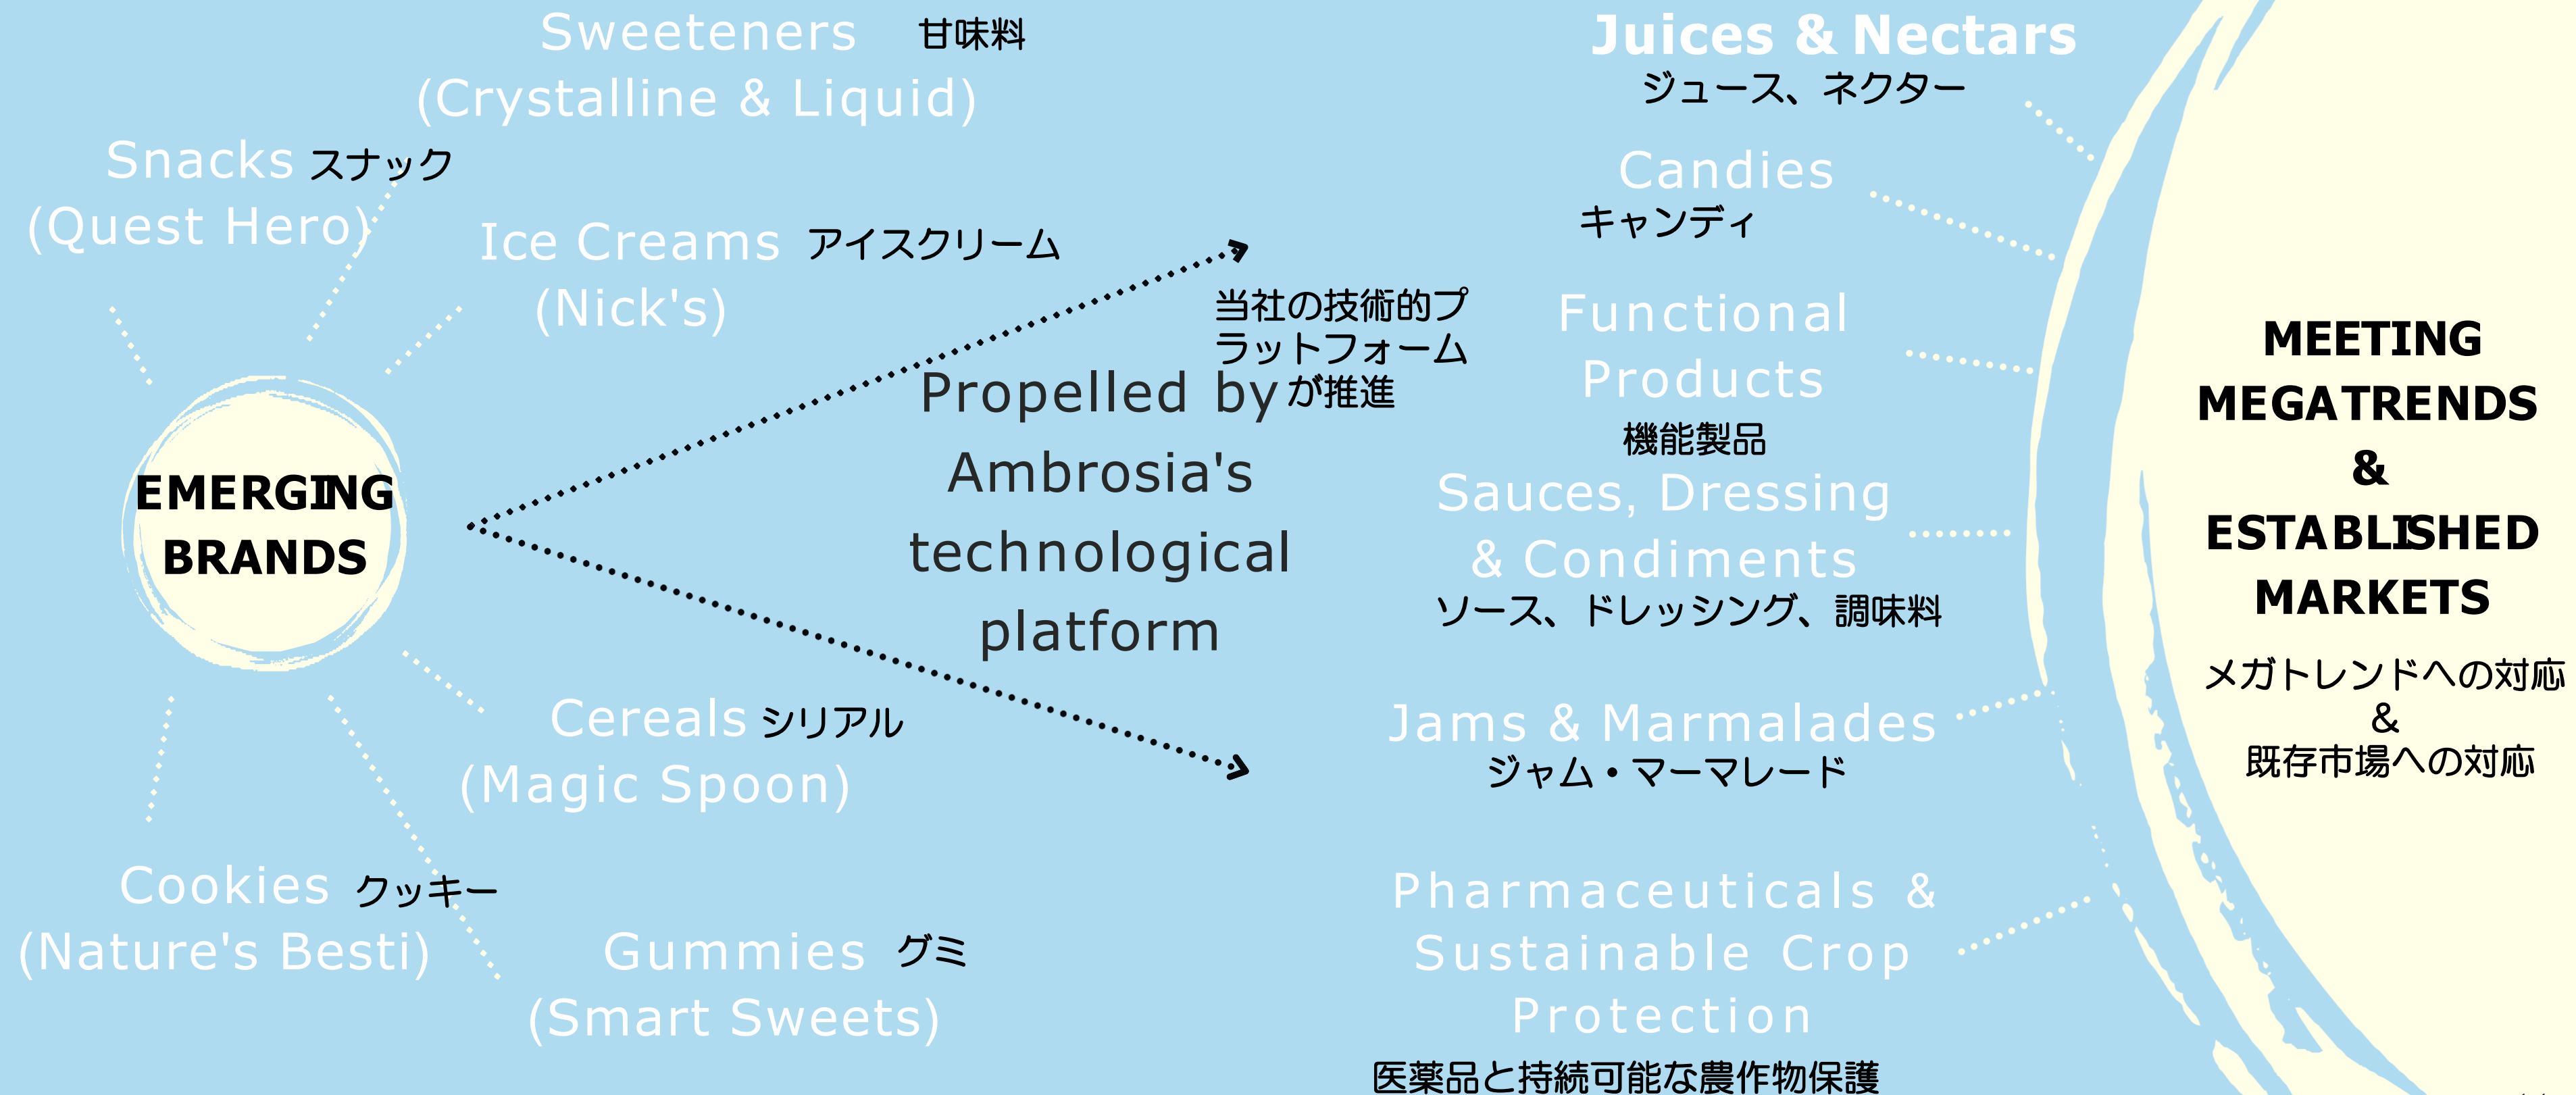 Sweeteners 甘味料
(Crystalline & Liquid)
Snacks スナック
(Quest Hero)
Ice Creams アイスクリーム
(Nick's)
EMERGING
BRANDS
Cereals シリアル
(Magic Spoon)
Cookies クッキー
(Nature's Besti)
Gummies グミ
(Smart Sweets)
当社の技術的プ
ラットフォーム
が推進
Propelled by
Ambrosia's
technological
platform
Juices & Nectars
ジュース、ネクター
Candies
キャンディ
Functional
Products
機能製品
Sauces, Dressing
& Condiments
ソース、ドレッシング、調味料
Jams & Marmalades
ジャム・マーマレード
Pharmaceuticals &
Sustainable Crop
Protection
医薬品と持続可能な農作物保護
MEETING
MEGATRENDS
&
ESTABLISHED
MARKETS
メガトレンドへの対応
&
既存市場への対応